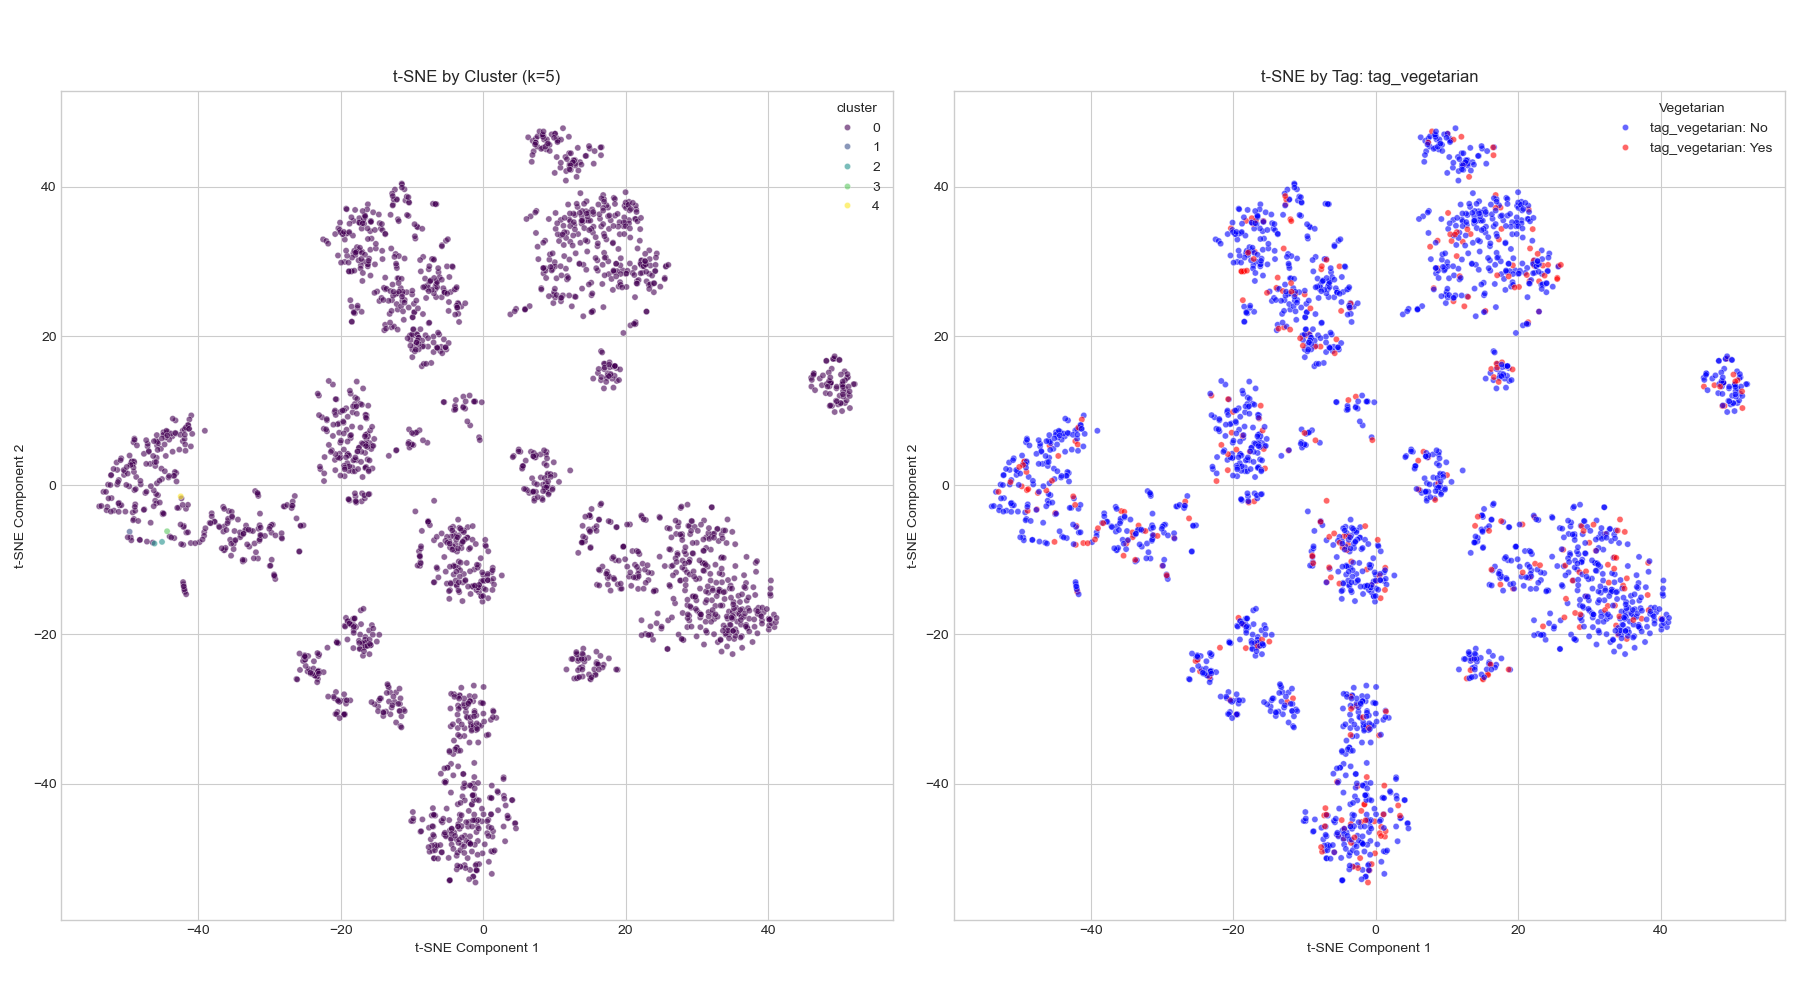 t-SNE by Cluster (k=5)
cluster
0
1
2
3
4
40
20
0
−20
−40
−40
−20
0
20
40
t-SNE Component 1
t-SNE Component 2
t-SNE by Tag: tag_vegetarian
Vegetarian
tag_vegetarian: No
tag_vegetarian: Yes
40
20
0
−20
−40
−40
−20
0
20
40
t-SNE Component 1
t-SNE Component 2